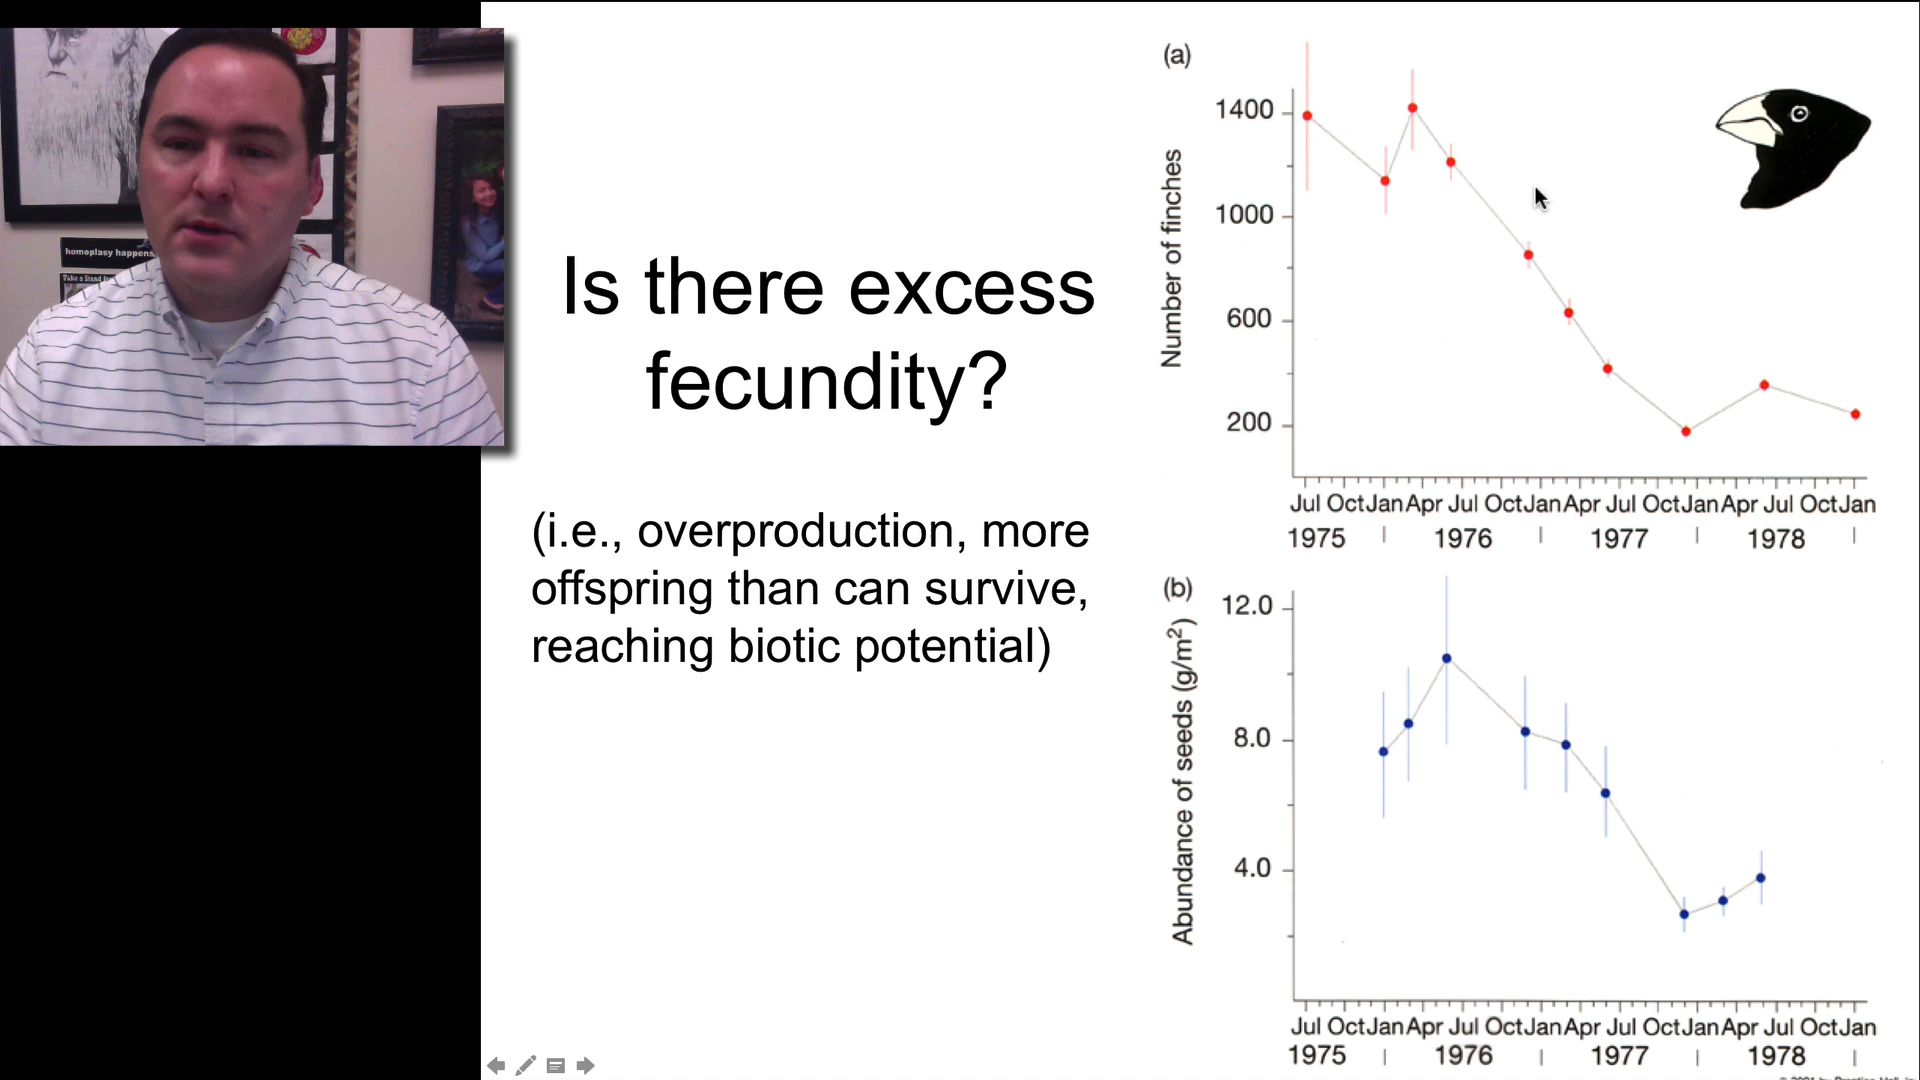 homoplasy happens
Is there excess
fecundity?
(i.e., overproduction, more
offspring than can survive,
reaching biotic potential)
(a)
Number of finches
1400
1000
600
200
Jul Oct Jan Apr Jul Oct Jan Apr Jul Oct Jan Apr Jul Oct Jan
1975 | 1976 | 1977 | 1978 |
(b)
Abundance of seeds (g/m²)
12.0
8.0
4.0
Jul Oct Jan Apr Jul Oct Jan Apr Jul Oct Jan Apr Jul Oct Jan
1975 | 1976 | 1977 | 1978 |